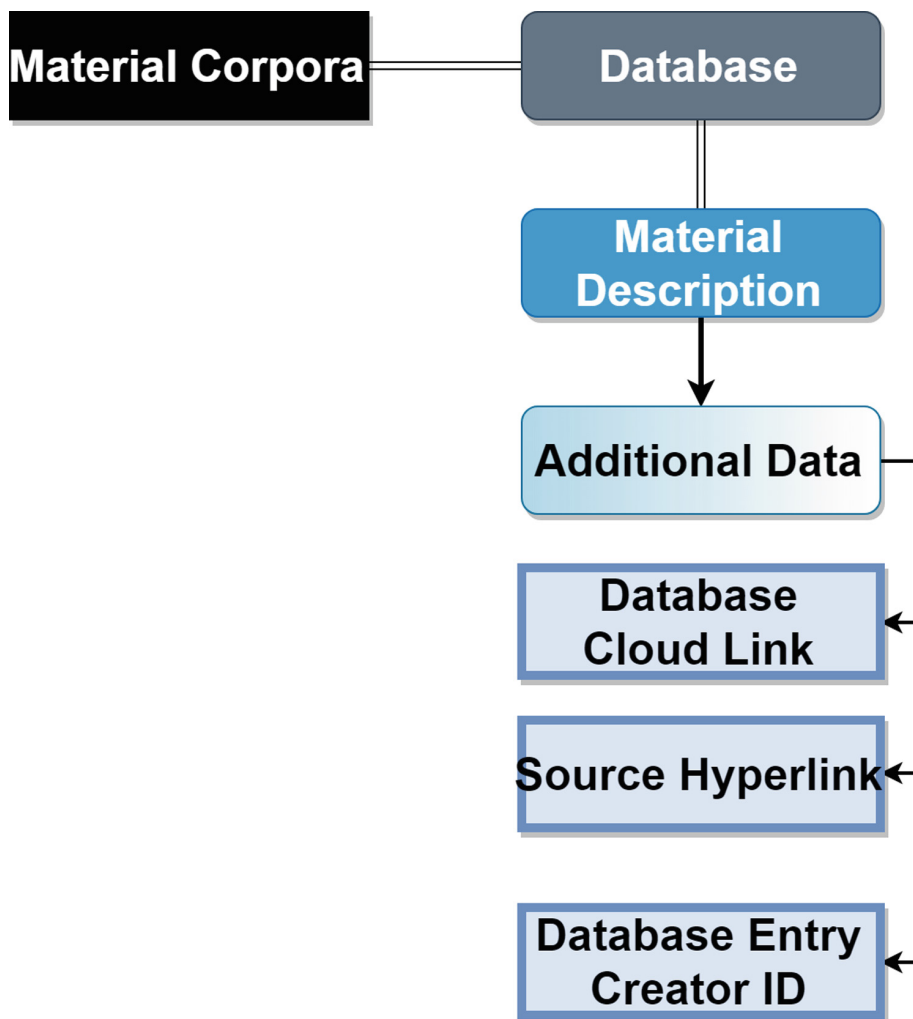 Material Corpora
Database
Material
Description
Additional Data
Database
Cloud Link
Source Hyperlink
Database Entry
Creator ID